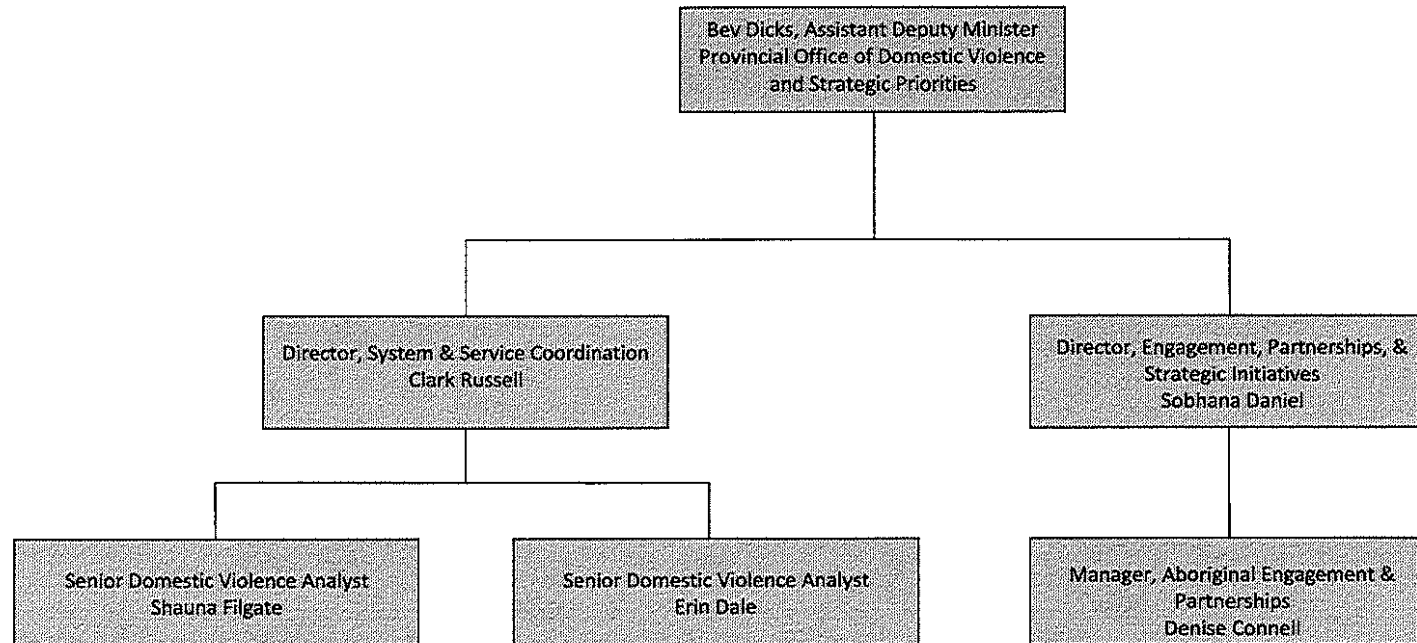 Bev Dicks, Assistant Deputy Minister
Provincial Office of Domestic Violence
and Strategic Priorities
Director, System & Service Coordination
Clark Russell
Director, Engagement, Partnerships, &
Strategic Initiatives
Sobhana Daniel
Senior Domestic Violence Analyst
Shauna Filgate
Senior Domestic Violence Analyst
Erin Dale
Manager, Aboriginal Engagement &
Partnerships
Denise Connell